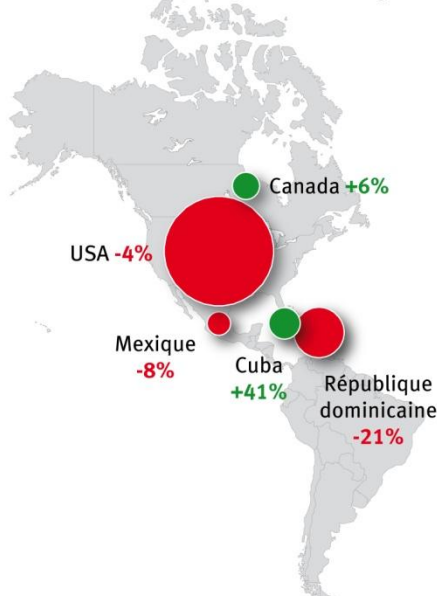 Canada +6%
USA -4%
Mexique
-8%
Cuba
+41%
République
dominicaine
-21%